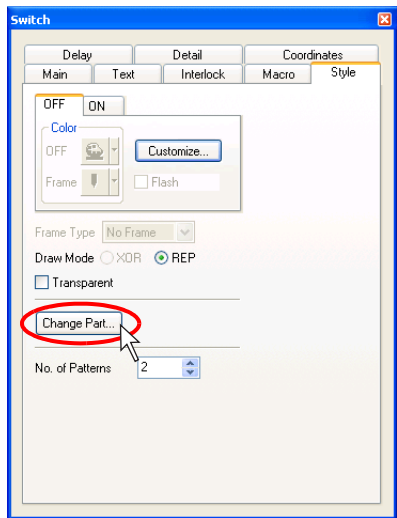 Switch
Delay Detail Coordinates
Main Text Interlock Macro Style
OFF ON
Color
OFF Customize...
Frame Flash
Frame Type No Frame
Draw Mode XOR REP
Transparent
Change Part...
No. of Patterns 2